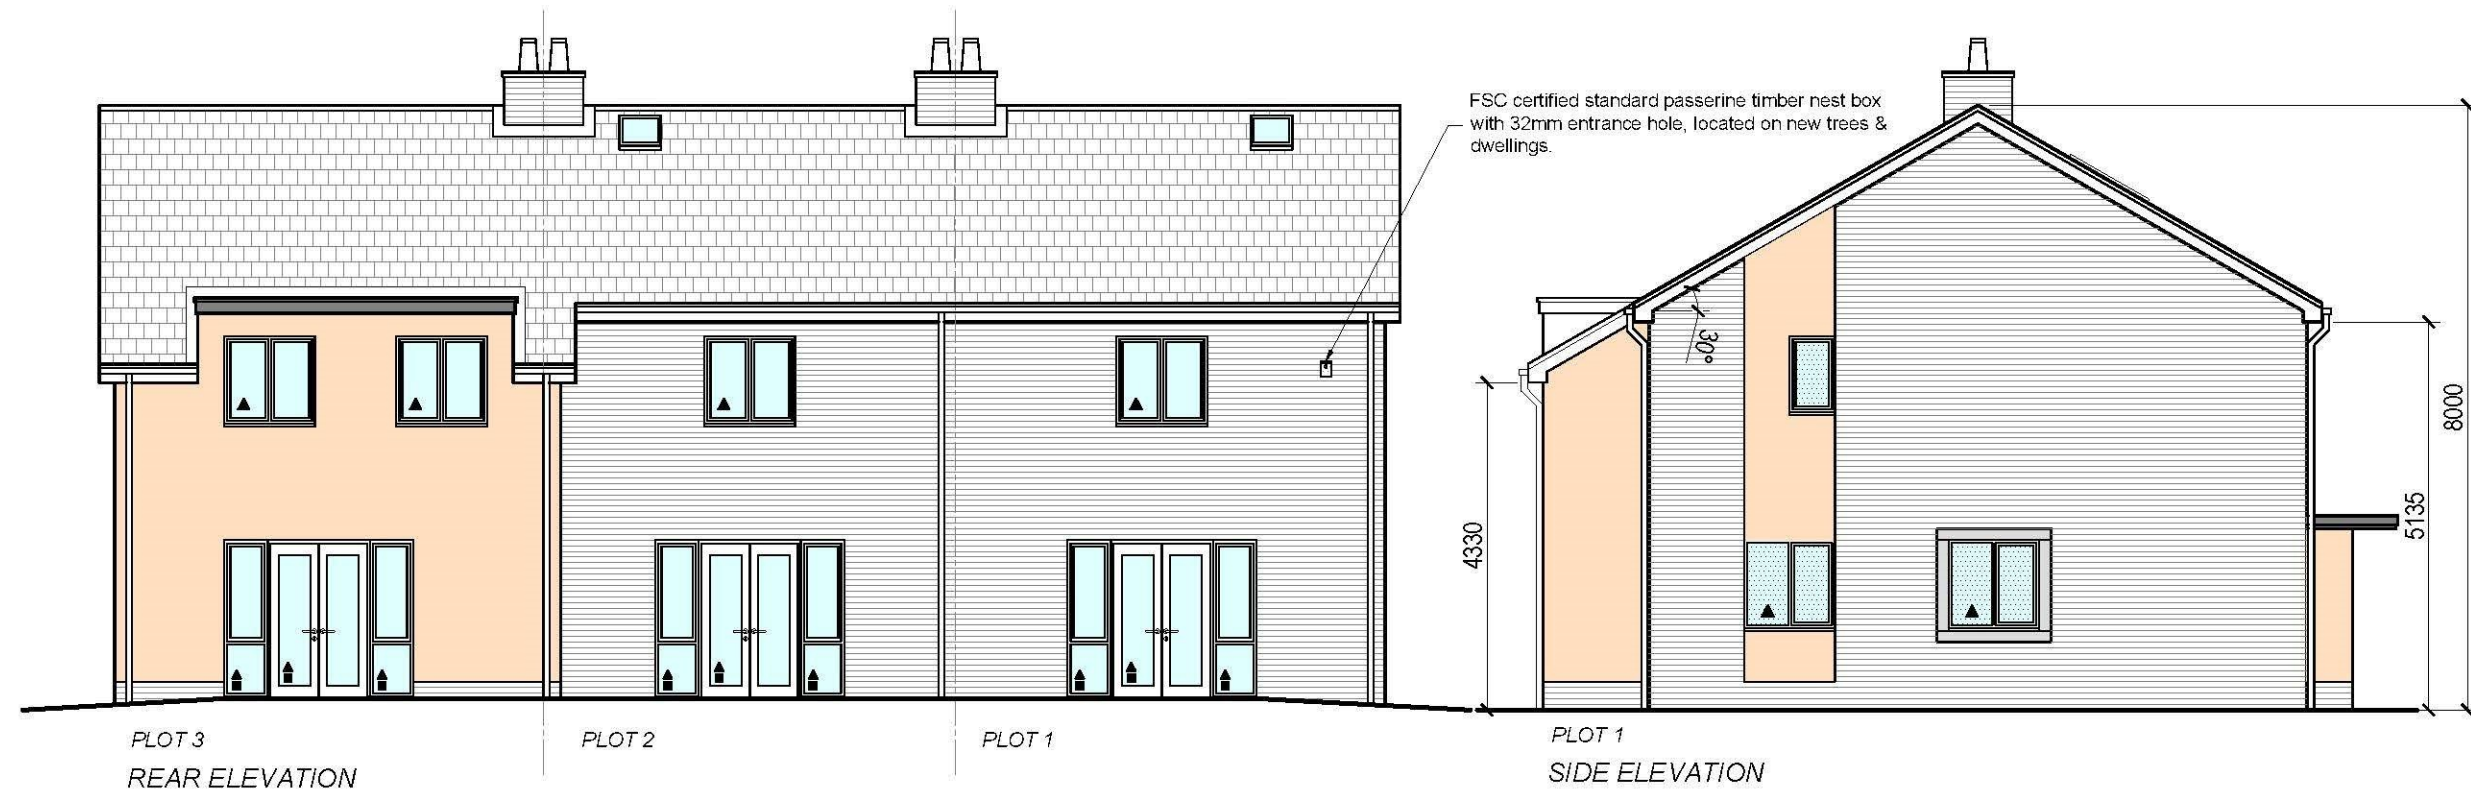 FSC certified standard passerine timber nest box
with 32mm entrance hole, located on new trees &
dwellings.
30°
4330
5135
8000
PLOT 3
PLOT 2
PLOT 1
REAR ELEVATION
PLOT 1
SIDE ELEVATION